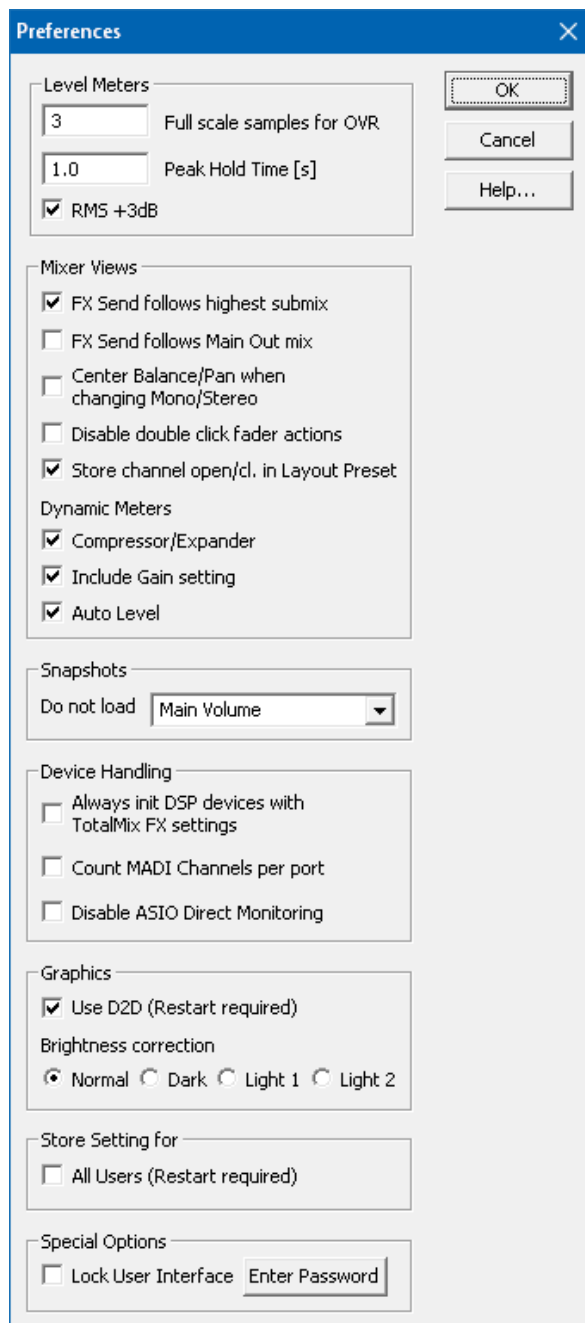 Preferences
Level Meters
3 Full scale samples for OVR
1.0 Peak Hold Time [s]
RMS +3dB
OK
Cancel
Help...
Mixer Views
FX Send follows highest submix
FX Send follows Main Out mix
Center Balance/Pan when
changing Mono/Stereo
Disable double click fader actions
Store channel open/cl. in Layout Preset
Dynamic Meters
Compressor/Expander
Include Gain setting
Auto Level
Snapshots
Do not load Main Volume
Device Handling
Always init DSP devices with
TotalMix FX settings
Count MADI Channels per port
Disable ASIO Direct Monitoring
Graphics
Use D2D (Restart required)
Brightness correction
Normal Dark Light 1 Light 2
Store Setting for
All Users (Restart required)
Special Options
Lock User Interface Enter Password